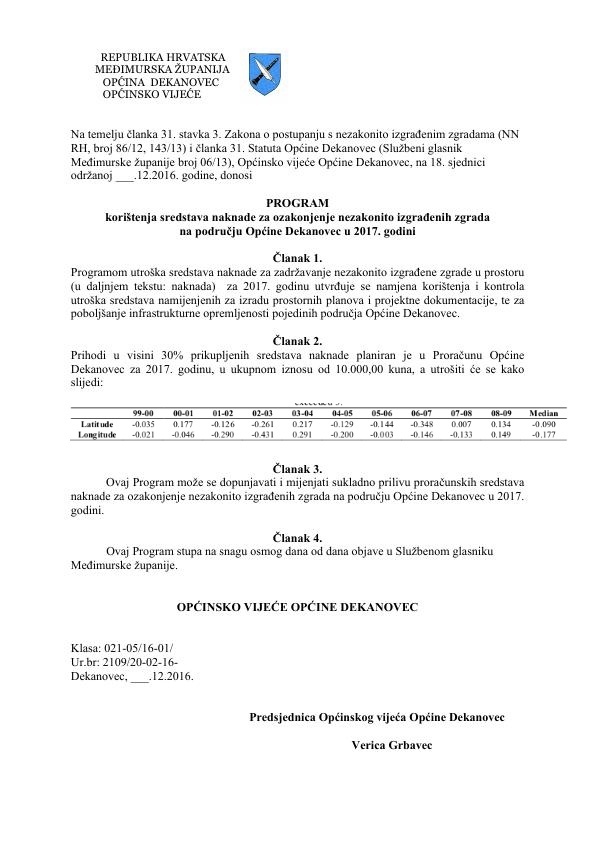 REPUBLIKA HRVATSKA
MEĐIMURSKA ŽUPANIJA
OPĆINA DEKANOVEC
OPĆINSKO VIJEĆE
Na temelju članka 31. stavka 3. Zakona o postupanju s nezakonito izgrađenim zgradama (NN
RH, broj 86/12, 143/13) i članka 31. Statuta Općine Dekanovec (Službeni glasnik
Međimurske županije broj 06/13), Općinsko vijeće Općine Dekanovec, na 18. sjednici
održanoj ___.12.2016. godine, donosi
PROGRAM
korištenja sredstava naknade za ozakonjenje nezakonito izgrađenih zgrada
na području Općine Dekanovec u 2017. godini
Članak 1.
Programom utroška sredstava naknade za zadržavanje nezakonito izgrađene zgrade u prostoru
(u daljnjem tekstu: naknada) za 2017. godinu utvrđuje se namjena korištenja i kontrola
utroška sredstava namijenjenih za izradu prostornih planova i projektne dokumentacije, te za
poboljšanje infrastrukturne opremljenosti pojedinih područja Općine Dekanovec.
Članak 2.
Prihodi u visini 30% prikupljenih sredstava naknade planiran je u Proračunu Općine
Dekanovec za 2017. godinu, u ukupnom iznosu od 10.000,00 kuna, a utrošiti će se kako
slijedi:
99-00 00-01 01-02 02-03 03-04 04-05 05-06 06-07 07-08 08-09 Median
Latitude -0.035 0.177 -0.126 -0.261 0.217 -0.129 -0.144 -0.348 0.007 0.134 -0.090
Longitude -0.021 -0.046 -0.290 -0.431 0.291 -0.200 -0.003 -0.146 -0.133 0.149 -0.177
Članak 3.
Ovaj Program može se dopunjavati i mijenjati sukladno prilivu proračunskih sredstava
naknade za ozakonjenje nezakonito izgrađenih zgrada na području Općine Dekanovec u 2017.
godini.
Članak 4.
Ovaj Program stupa na snagu osmog dana od dana objave u Službenom glasniku
Međimurske županije.
OPĆINSKO VIJEĆE OPĆINE DEKANOVEC
Klasa: 021-05/16-01/
Ur.br: 2109/20-02-16-
Dekanovec, ___.12.2016.
Predsjednica Općinskog vijeća Općine Dekanovec
Verica Grbavec